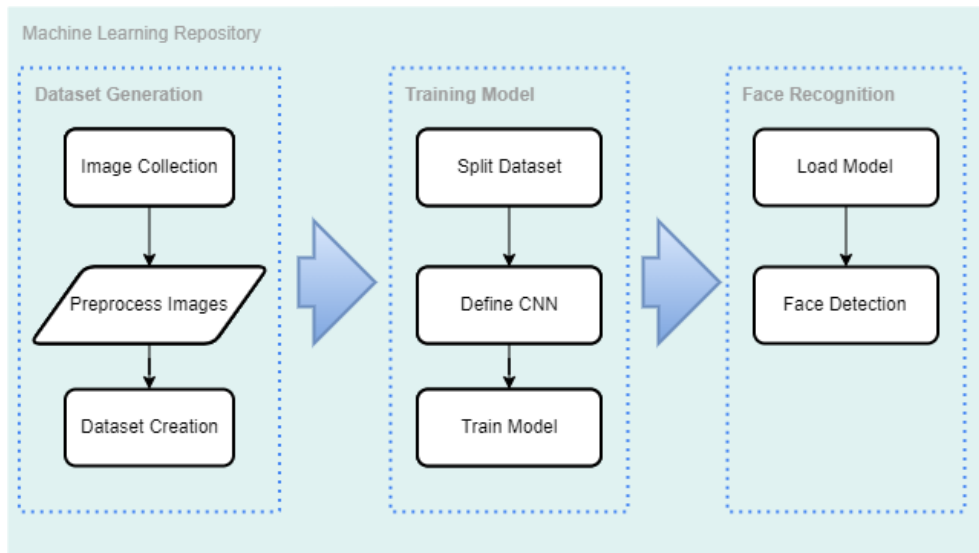 Machine Learning Repository
Dataset Generation
Image Collection
Preprocess Images
Dataset Creation
Training Model
Split Dataset
Define CNN
Train Model
Face Recognition
Load Model
Face Detection